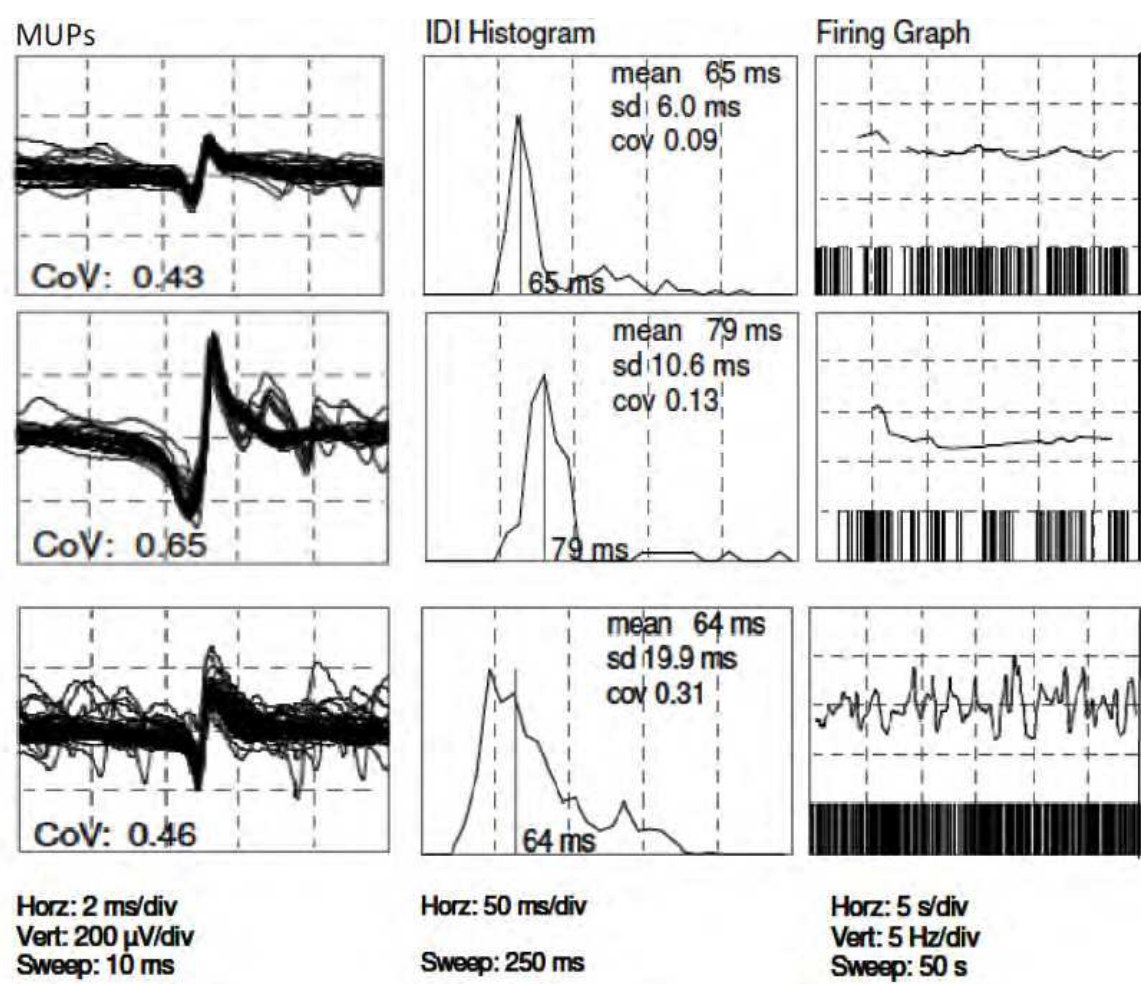 MUPs
IDI Histogram
Firing Graph
mean 65 ms
sd 6.0 ms
cov 0.09
CoV: 0.43
65 ms
mean 79 ms
sd 10.6 ms
cov 0.13
CoV: 0.65
79 ms
mean 64 ms
sd 19.9 ms
cov 0.31
CoV: 0.46
64 ms
Horz: 2 ms/div
Vert: 200 µV/div
Sweep: 10 ms
Horz: 50 ms/div
Sweep: 250 ms
Horz: 5 s/div
Vert: 5 Hz/div
Sweep: 50 s